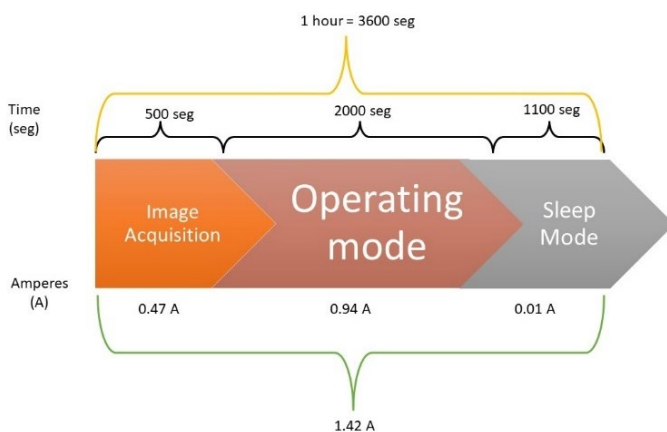 1 hour = 3600 seg
Time
(seg)
500 seg
2000 seg
1100 seg
Image
Acquisition
Operating
mode
Sleep
Mode
Amperes
(A)
0.47 A
0.94 A
0.01 A
1.42 A